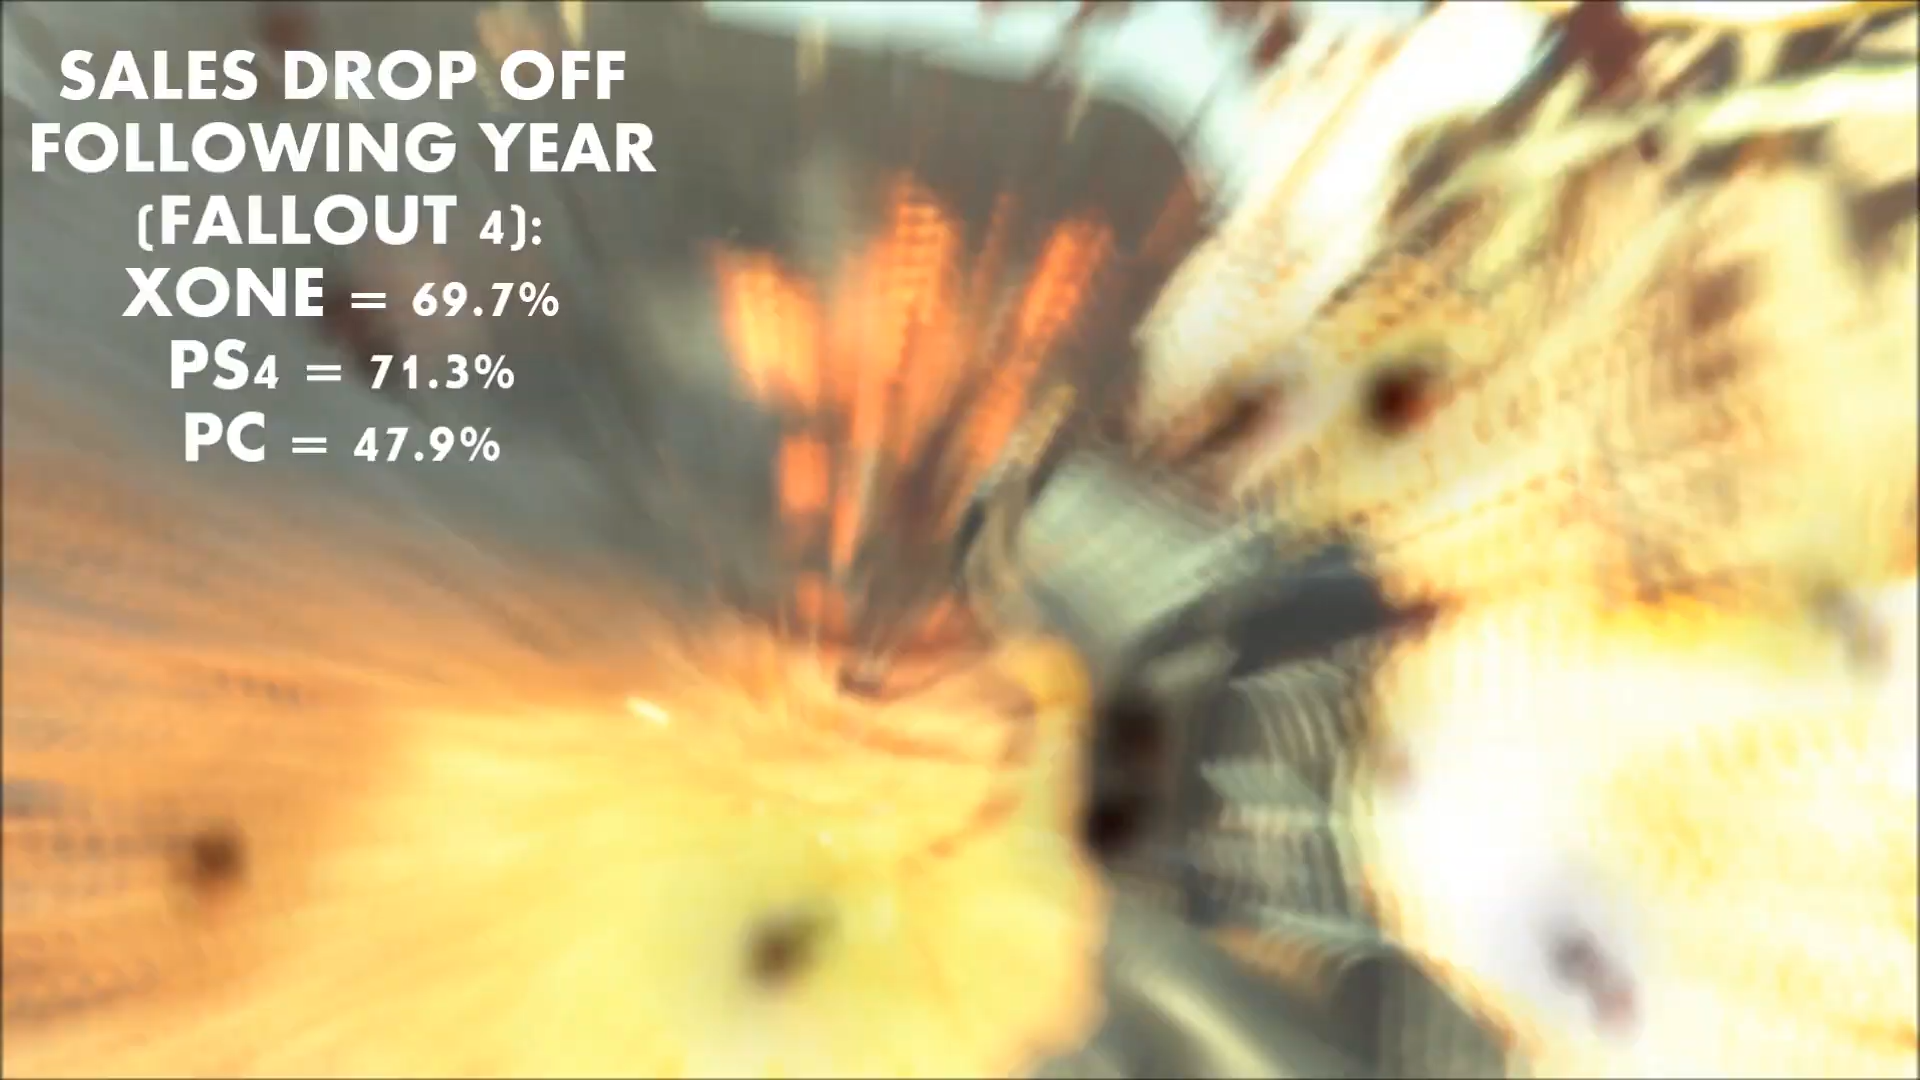 SALES DROP OFF
FOLLOWING YEAR
(FALLOUT 4):
XONE = 69.7%
PS4 = 71.3%
PC = 47.9%